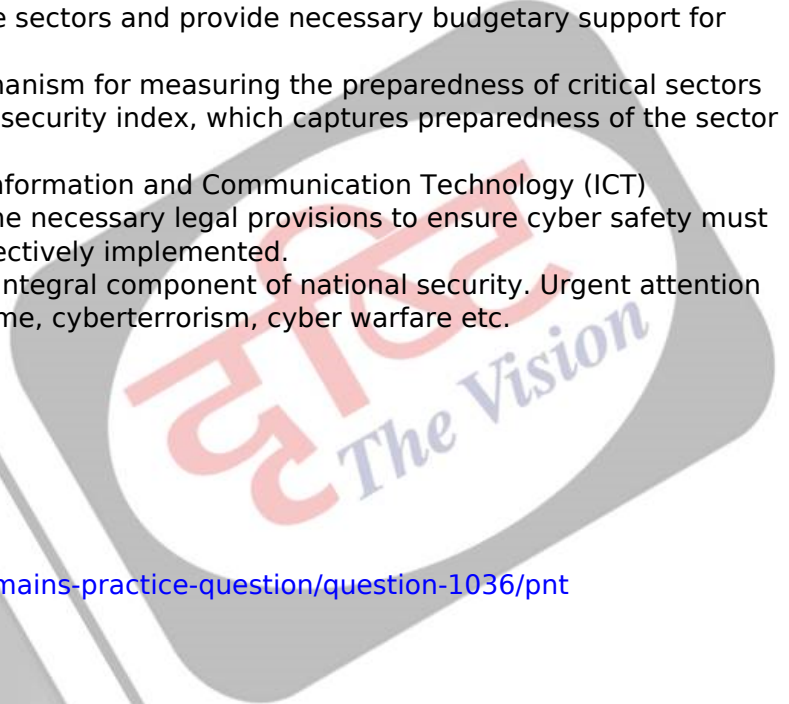 e sectors and provide necessary budgetary support for
hanism for measuring the preparedness of critical sectors
security index, which captures preparedness of the sector
nformation and Communication Technology (ICT)
ne necessary legal provisions to ensure cyber safety must
ectively implemented.
integral component of national security. Urgent attention
me, cyberterrorism, cyber warfare etc.
दृष्टि
The Vision
mains-practice-question/question-1036/pnt